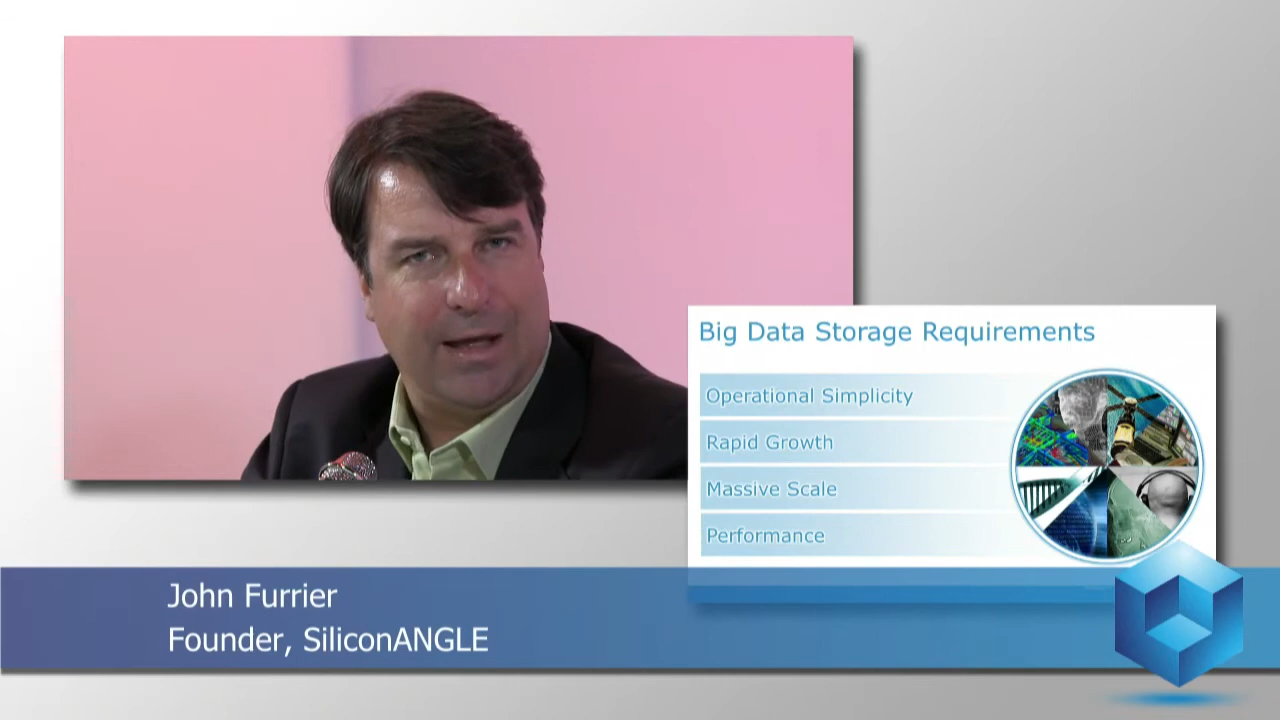 Big Data Storage Requirements
Operational Simplicity
Rapid Growth
Massive Scale
Performance
John Furrier
Founder, SiliconANGLE